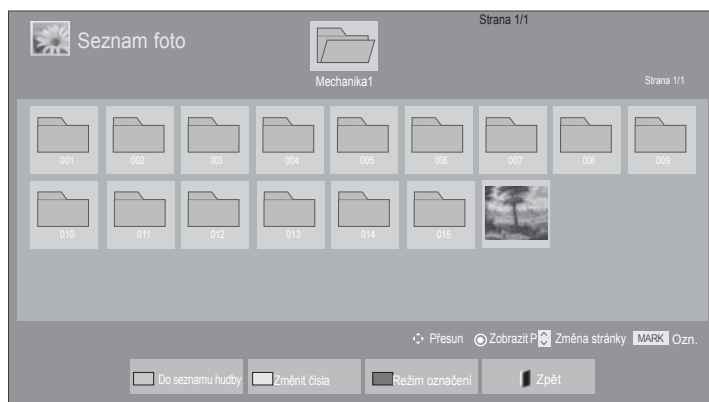 Strana 1/1
Seznam foto
Mechanika1
Strana 1/1
001 002 003 004 005 006 007 008 009
010 011 012 013 014 015
Přesun Zobrazit P Změna stránky MARK Ozn.
Do seznamu hudby Změnit čísla Režim označení Zpět